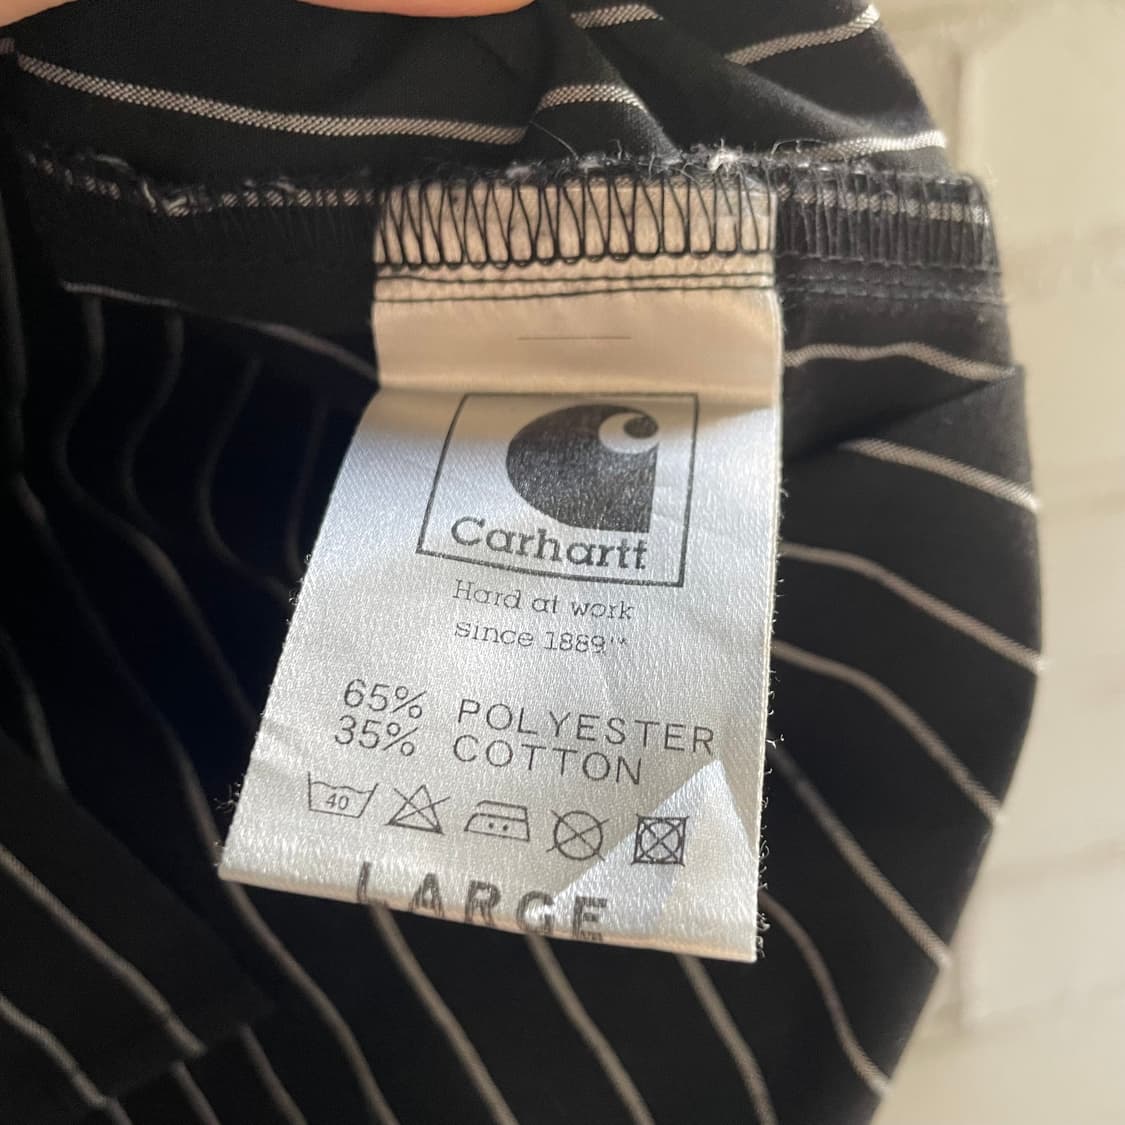 Carhartt
Hard at work
since 1889™
65% POLYESTER
35% COTTON
40
LARGE